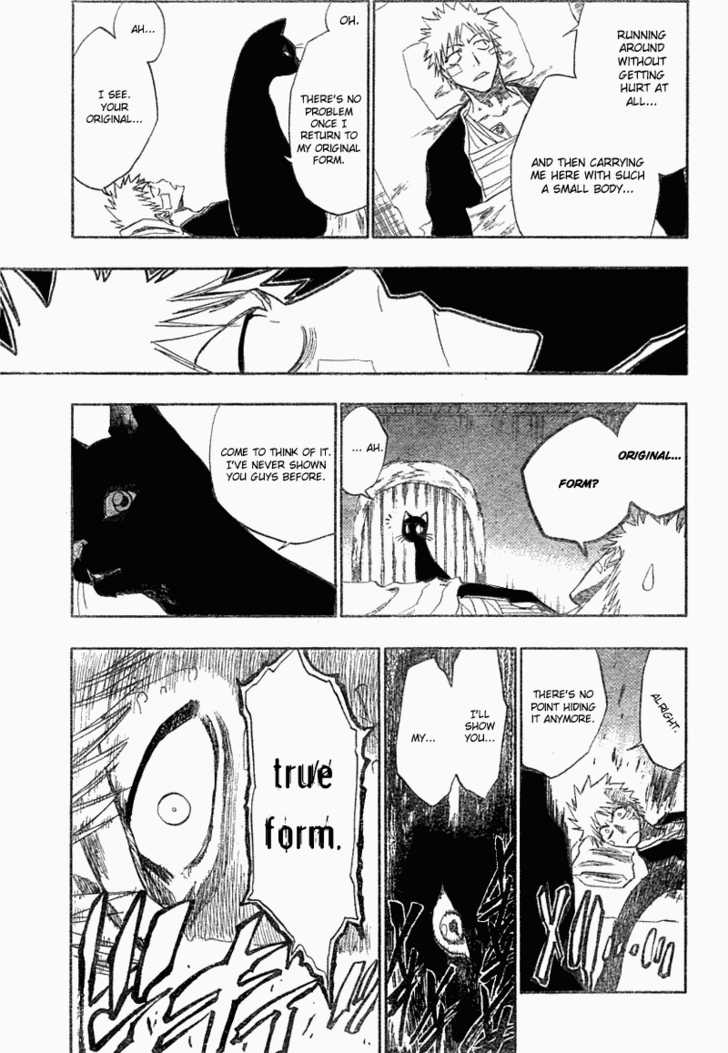 RUNNING
AROUND
WITHOUT
GETTING
HURT AT
ALL...
AND THEN CARRYING
ME HERE WITH SUCH
A SMALL BODY...
OH.
THERE'S NO
PROBLEM
ONCE I
RETURN TO
MY ORIGINAL
FORM.
AH...
I SEE.
YOUR
ORIGINAL...
ORIGINAL...
FORM?
... AH.
COME TO THINK OF IT.
I'VE NEVER SHOWN
YOU GUYS BEFORE.
ALRIGHT.
THERE'S NO
POINT HIDING
IT ANYMORE.
I'LL
SHOW
YOU...
MY...
true
form.